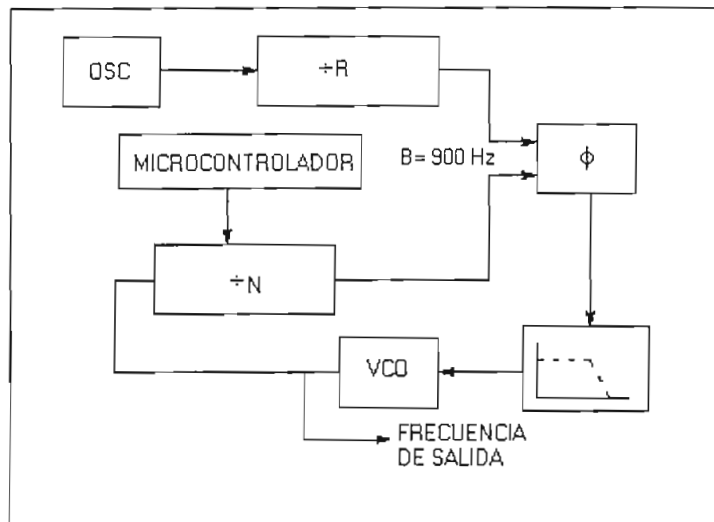 OSC
÷R
MICROCONTROLADOR
B= 900 Hz
ϕ
÷N
VCO
FRECUENCIA
DE SALIDA